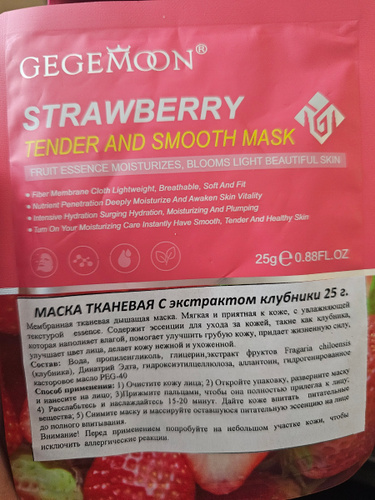 GEGEMOON®
STRAWBERRY
TENDER AND SMOOTH MASK
FRUIT ESSENCE MOISTURIZES, BLOOMS LIGHT BEAUTIFUL SKIN
• Fiber Membrane Cloth Lightweight, Breathable, Soft And Fit
• Nutrient Penetration Deeply Moisturize And Awaken Skin Vitality
• Intensive Hydration Surging Hydration, Moisturizing And Plumping
• Turn On Your Moisturizing Care Instantly Have Smooth, Tender And Healthy Skin
25g ℮ 0.88FL.OZ
МАСКА ТКАНЕВАЯ С экстрактом клубники 25 г.
Мембранная тканевая дышащая маска. Мягкая и приятная к коже, с увлажняющей
текстурой essence. Содержит эссенции для ухода за кожей, такие как клубника,
которая наполняет влагой, помогает улучшить грубую кожу, придает жизненную силу,
улучшает цвет лица, делает кожу нежной и ухоженной.
Состав: Вода, пропиленгликоль, глицерин, экстракт фруктов Fragaria chiloensis
(клубника), Динатрий Эдта, гидроксиэтилцеллюлоза, аллантоин, гидрогенизированное
касторовое масло PEG-40
Способ применения: 1) Очистите кожу лица; 2) Откройте упаковку, разверните маску
и нанесите на лицо; 3)Прижмите пальцами, чтобы она полностью прилегла к лицу;
4) Расслабьтесь и наслаждайтесь 15-20 минут. Дайте коже впитать питательные
вещества; 5) Снимите маску и массируйте оставшуюся питательную эссенцию на лице
до полного впитывания.
Внимание! Перед применением попробуйте на небольшом участке кожи, чтобы
исключить аллергические реакции.